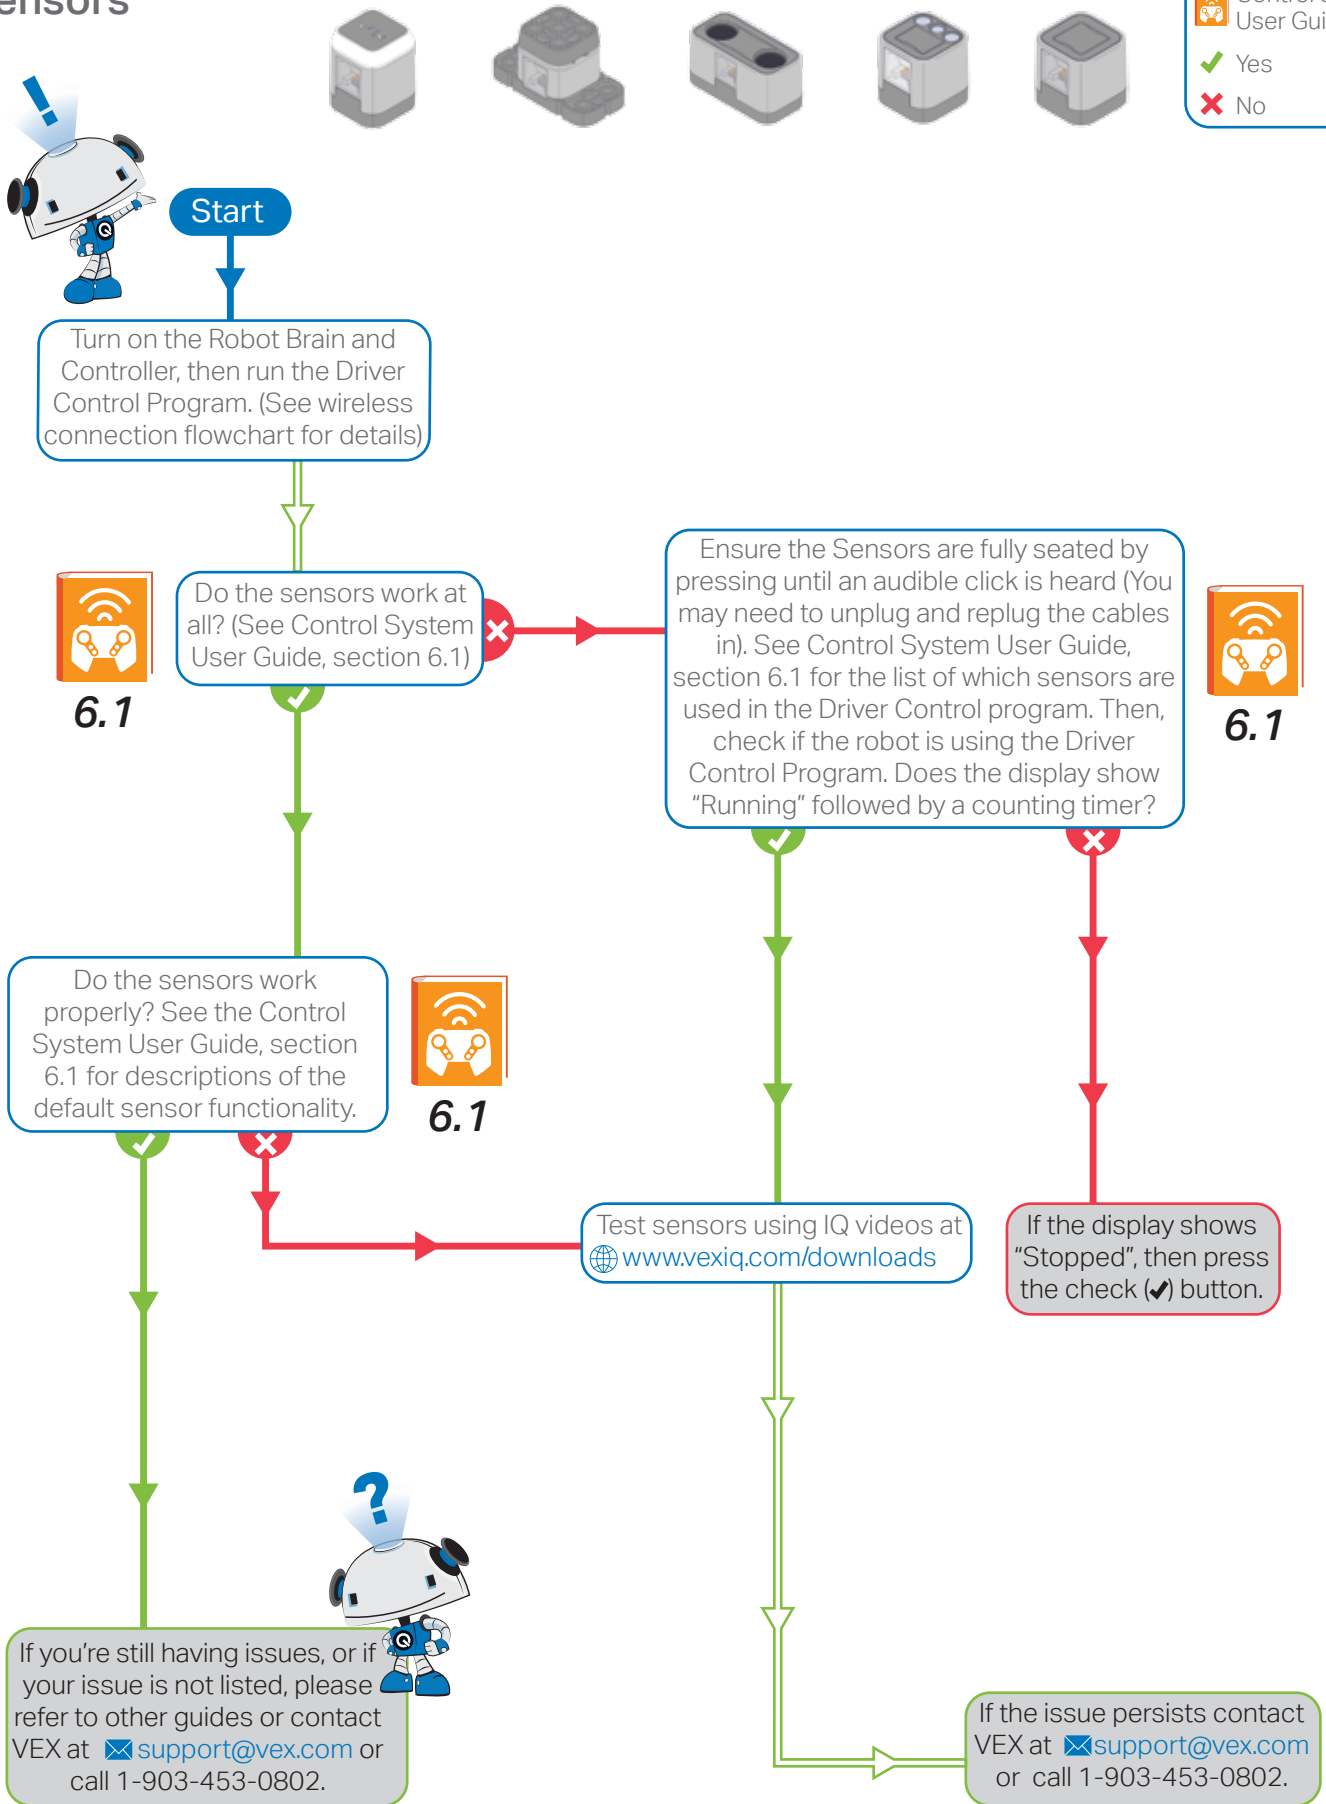 User Gui
Yes
No
Start
Turn on the Robot Brain and
Controller, then run the Driver
Control Program. (See wireless
connection flowchart for details)
Do the sensors work at
all? (See Control System
User Guide, section 6.1)
6.1
Ensure the Sensors are fully seated by
pressing until an audible click is heard (You
may need to unplug and replug the cables
in). See Control System User Guide,
section 6.1 for the list of which sensors are
used in the Driver Control program. Then,
check if the robot is using the Driver
Control Program. Does the display show
“Running” followed by a counting timer?
6.1
Do the sensors work
properly? See the Control
System User Guide, section
6.1 for descriptions of the
default sensor functionality.
6.1
Test sensors using IQ videos at
www.vexiq.com/downloads
If the display shows
“Stopped”, then press
the check (✔) button.
If you're still having issues, or if
your issue is not listed, please
refer to other guides or contact
VEX at support@vex.com or
call 1-903-453-0802.
If the issue persists contact
VEX at support@vex.com
or call 1-903-453-0802.